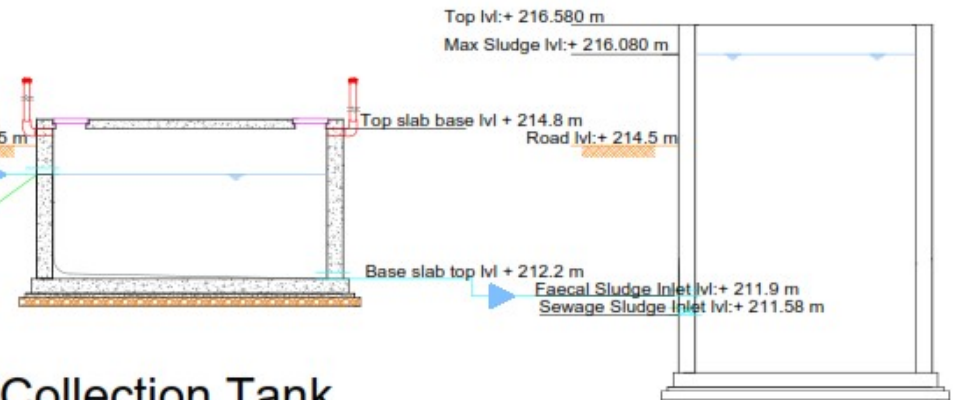 Top lvl:+ 216.580 m
Max Sludge lvl:+ 216.080 m
Top slab base lvl + 214.8 m
5 m
Road lvl:+ 214.5 m
Base slab top lvl + 212.2 m
Faecal Sludge Inlet lvl:+ 211.9 m
Sewage Sludge Inlet lvl:+ 211.58 m
Collection Tank